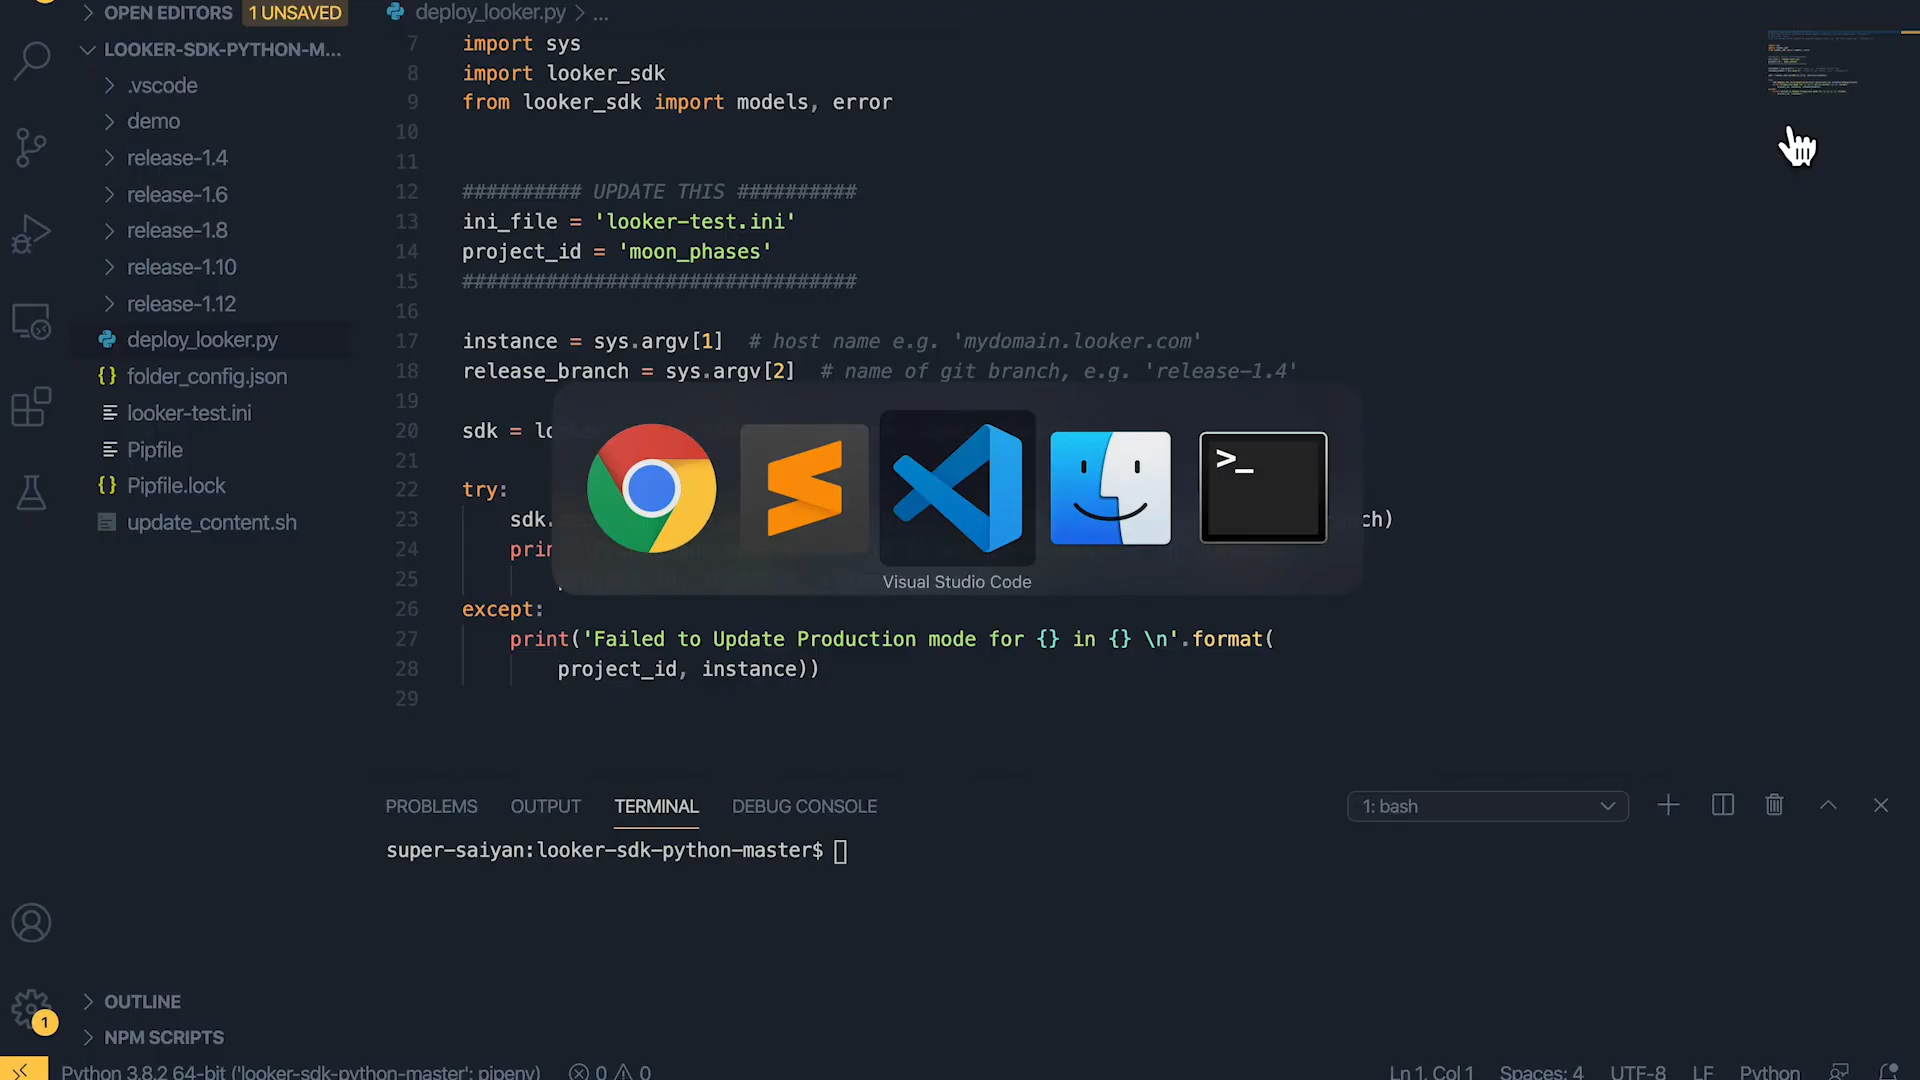 OPEN EDITORS 1 UNSAVED
LOOKER-SDK-PYTHON-M...
.vscode
demo
release-1.4
release-1.6
release-1.8
release-1.10
release-1.12
deploy_looker.py
folder_config.json
looker-test.ini
Pipfile
Pipfile.lock
update_content.sh
OUTLINE
NPM SCRIPTS
1
deploy_looker.py > ...
7 import sys
8 import looker_sdk
9 from looker_sdk import models, error
10
11
12 ########## UPDATE THIS ##########
13 ini_file = 'looker-test.ini'
14 project_id = 'moon_phases'
15 #################################
16
17 instance = sys.argv[1] # host name e.g. 'mydomain.looker.com'
18 release_branch = sys.argv[2] # name of git branch, e.g. 'release-1.4'
19
20 sdk =
21
22 try:
23 sdk. ch)
24
25
26 except:
27 print('Failed to Update Production mode for {} in {} \n'.format(
28 project_id, instance))
29
>_
Visual Studio Code
PROBLEMS OUTPUT TERMINAL DEBUG CONSOLE 1: bash
super-saiyan:looker-sdk-python-master$
Python 3.8.2 64-bit ('looker-sdk-python-master': pipenv) 0 0 Ln 1, Col 1 Spaces: 4 UTF-8 LF Python